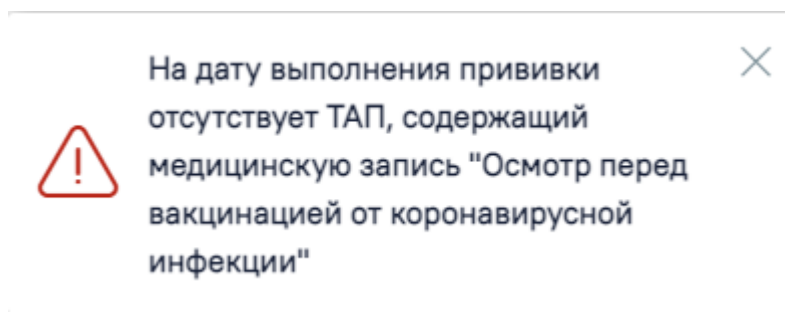 На дату выполнения прививки
отсутствует ТАП, содержащий
медицинскую запись "Осмотр перед
вакцинацией от коронавирусной
инфекции"